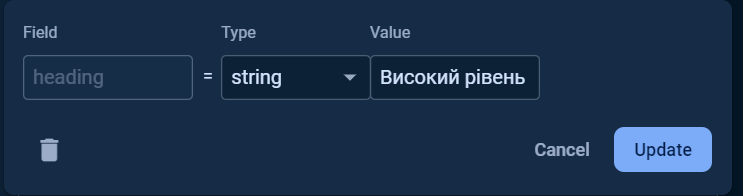 Field Type Value
heading = string Високий рівень
Cancel Update